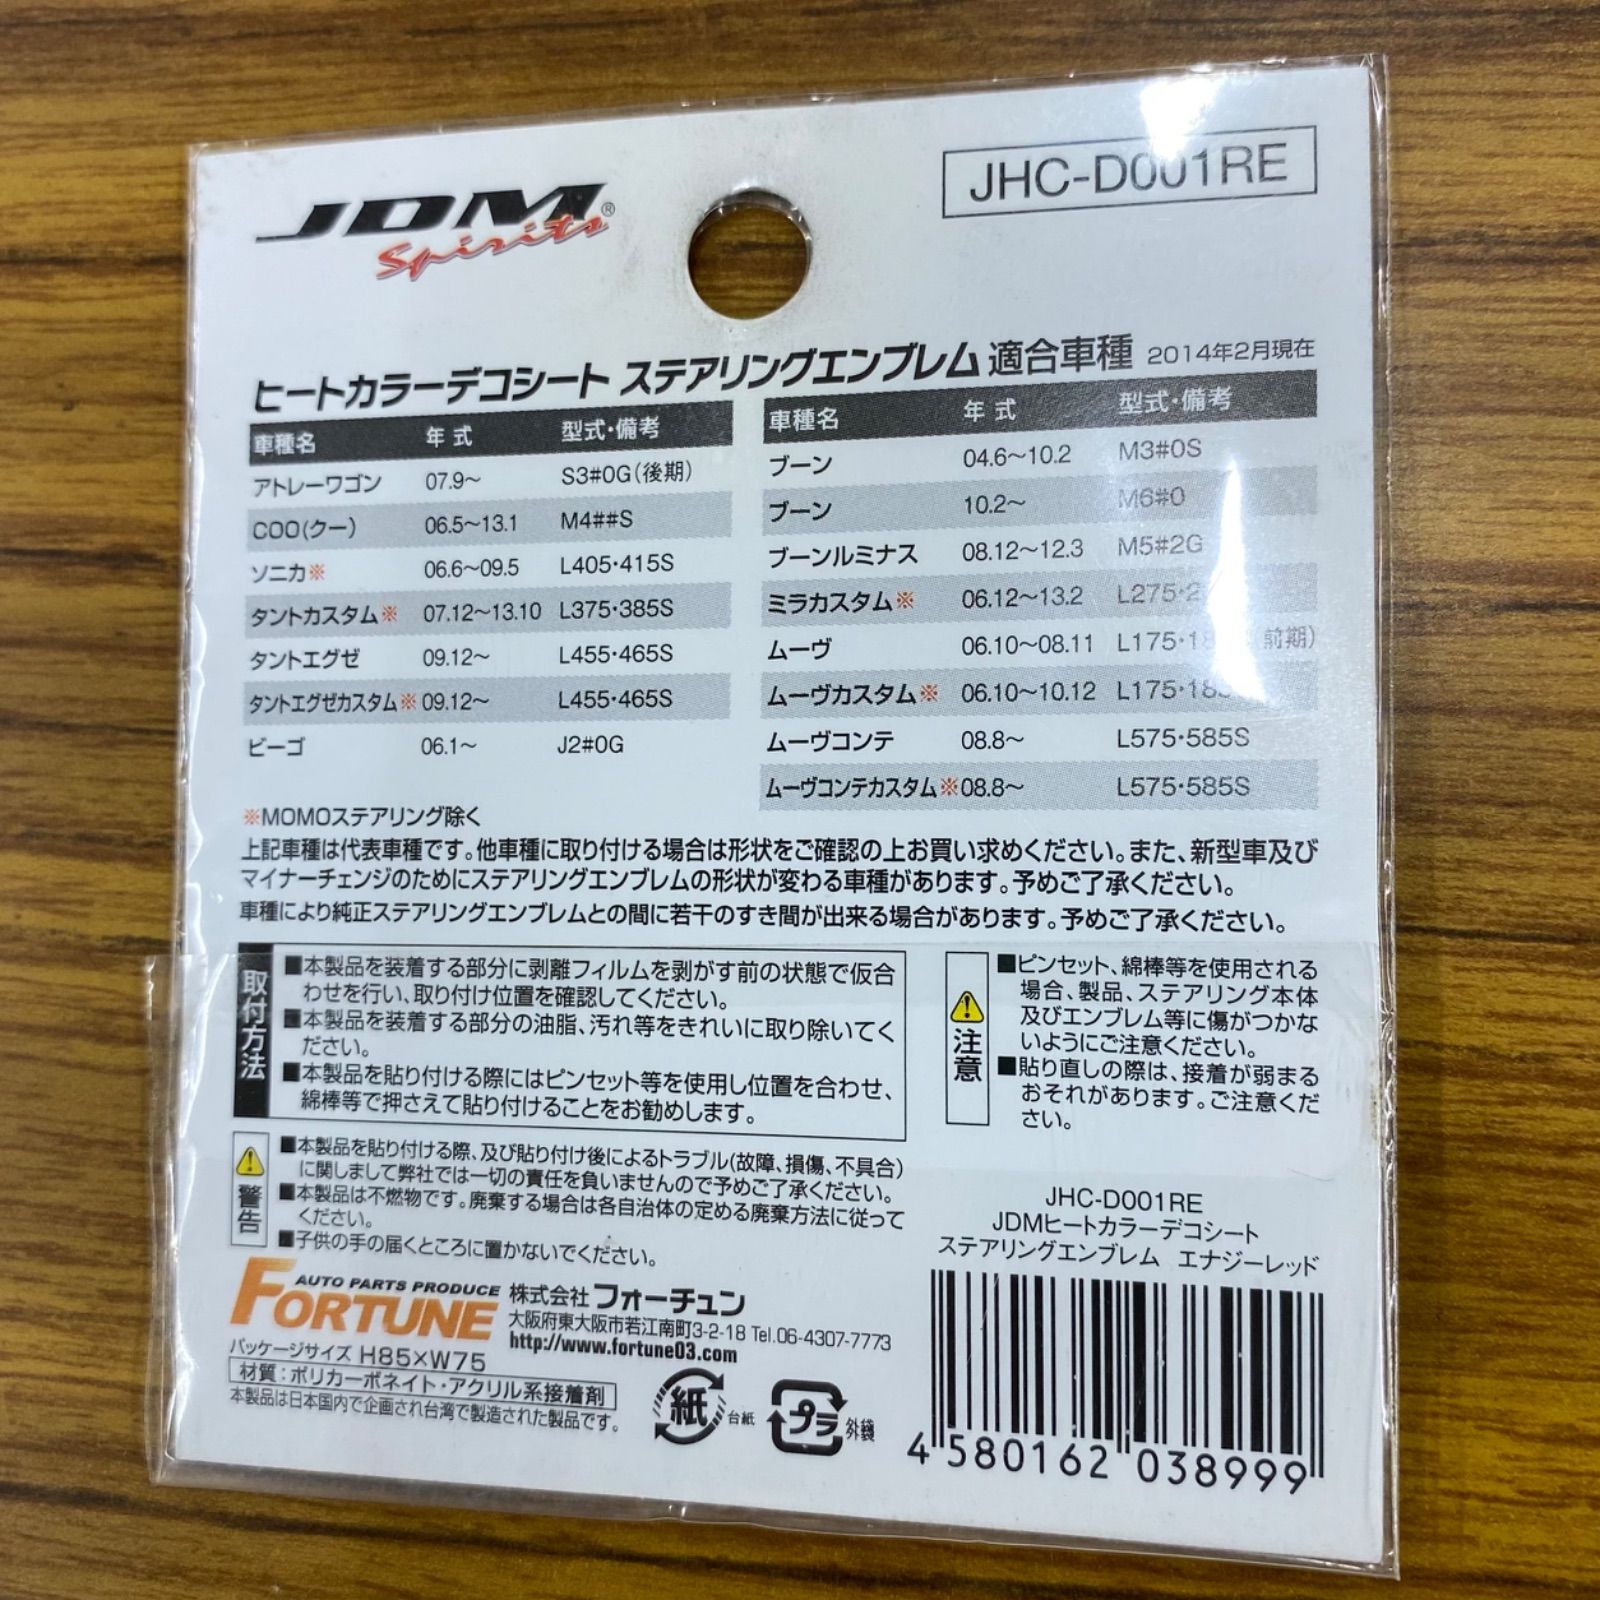 JDM®
Spirits
JHC-D001RE
ヒートカラーデコシート ステアリングエンブレム 適合車種 2014年2月現在
車種名 年式 型式・備考
アトレーワゴン 07.9～ S3#0G(後期)
COO(クー) 06.5～13.1 M4##S
ソニカ※ 06.6～09.5 L405・415S
タントカスタム※ 07.12～13.10 L375・385S
タントエグゼ 09.12～ L455・465S
タントエグゼカスタム※ 09.12～ L455・465S
ビーゴ 06.1～ J2#0G
車種名 年式 型式・備考
ブーン 04.6～10.2 M3#0S
ブーン 10.2～ M6#0
ブーンルミナス 08.12～12.3 M5#2G
ミラカスタム※ 06.12～13.2
ムーヴ 06.10～08.11 前期)
ムーヴカスタム※ 06.10～10.12
ムーヴコンテ 08.8～ L575・585S
ムーヴコンテカスタム※ 08.8～ L575・585S
※MOMOステアリング除く
上記車種は代表車種です。他車種に取り付ける場合は形状をご確認の上お買い求めください。また、新型車及び
マイナーチェンジのためにステアリングエンブレムの形状が変わる車種があります。予めご了承ください。
車種により純正ステアリングエンブレムとの間に若干のすき間が出来る場合があります。予めご了承ください。
取付方法
■本製品を装着する部分に剥離フィルムを剥がす前の状態で仮合
わせを行い、取り付け位置を確認してください。
■本製品を装着する部分の油脂、汚れ等をきれいに取り除いてく
ださい。
■本製品を貼り付ける際にはピンセット等を使用し位置を合わせ、
綿棒等で押さえて貼り付けることをお勧めします。
注意
■ピンセット、綿棒等を使用される
場合、製品、ステアリング本体
及びエンブレム等に傷がつかな
いようにご注意ください。
■貼り直しの際は、接着が弱まる
おそれがあります。ご注意くだ
さい。
警告
■本製品を貼り付ける際、及び貼り付け後によるトラブル(故障、損傷、不具合)
に関しまして弊社では一切の責任を負いませんので予めご了承ください。
■本製品は不燃物です。廃棄する場合は各自治体の定める廃棄方法に従って
ください。
■子供の手の届くところに置かないでください。
AUTO PARTS PRODUCE
FORTUNE
株式会社 フォーチュン
大阪府東大阪市若江南町3-2-18 Tel.06-4307-7773
http://www.fortune03.com
パッケージサイズ H85×W75
材質：ポリカーボネイト・アクリル系接着剤
本製品は日本国内で企画され台湾で製造された製品です。
紙 台紙
プラ 外袋
JHC-D001RE
JDMヒートカラーデコシート
ステアリングエンブレム エナジーレッド
4 580162 038999